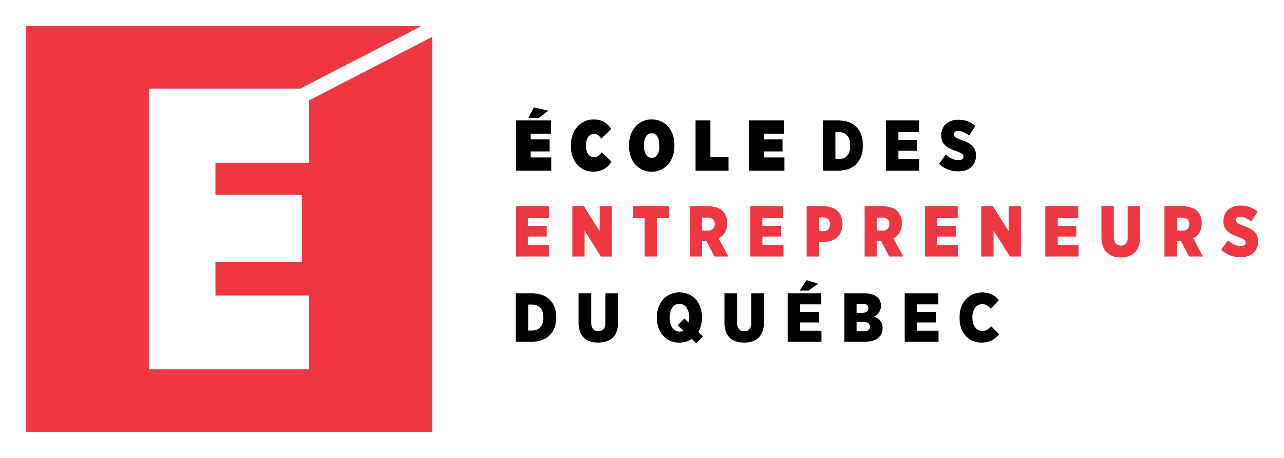 É
ÉCOLE DES
ENTREPRENEURS
DU QUÉBEC